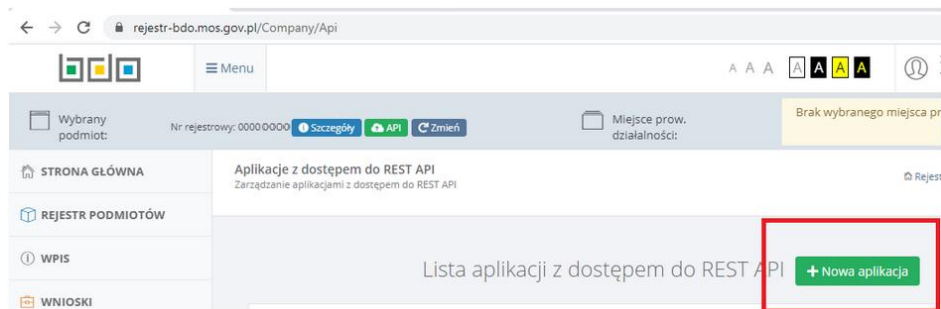 rejestr-bdo.mos.gov.pl/Company/Api
bdo
Menu
A A A A A A A
Wybrany
podmiot:
Nr rejestrowy: 00000000 Szczegóły API Zmień
Miejsce prow.
działalności:
Brak wybranego miejsca pr
STRONA GŁÓWNA
Aplikacje z dostępem do REST API
Zarządzanie aplikacjami z dostępem do REST API
Rejest
REJESTR PODMIOTÓW
WPIS
Lista aplikacji z dostępem do REST API
+ Nowa aplikacja
WNIOSKI